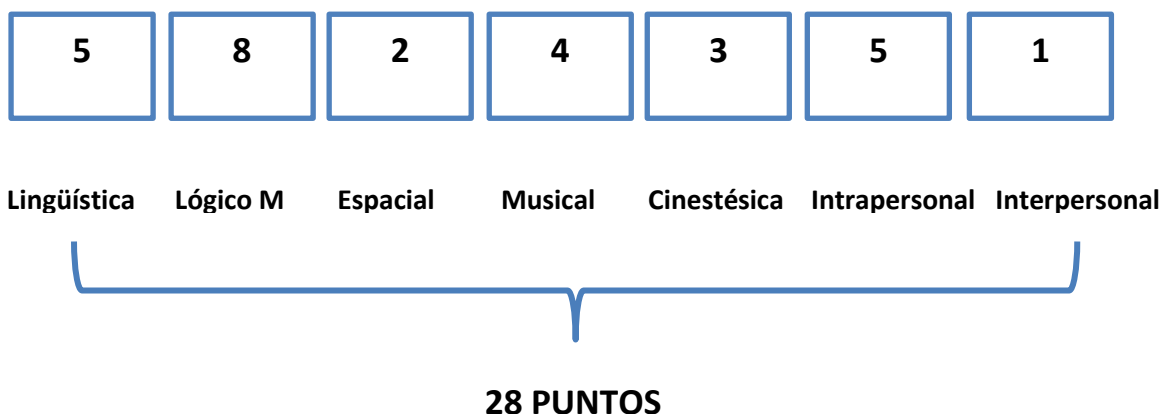 5 8 2 4 3 5 1
Lingüística Lógico M Espacial Musical Cinestésica Intrapersonal Interpersonal
28 PUNTOS